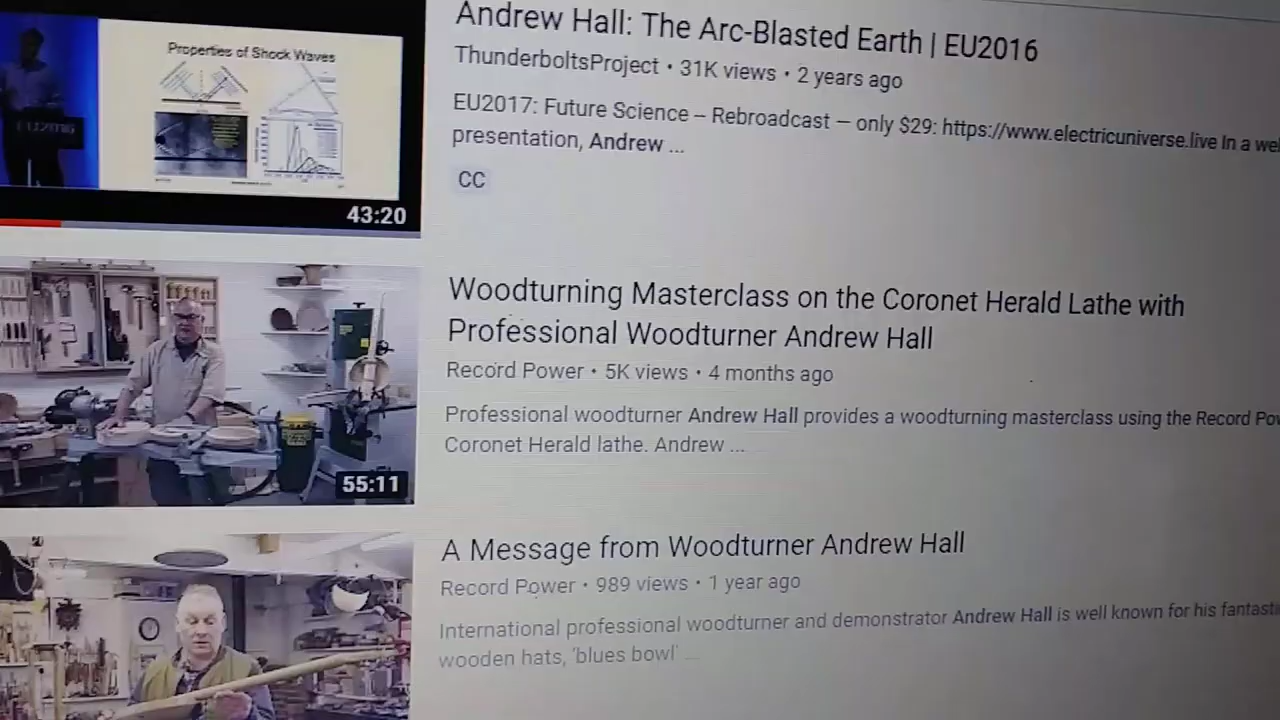 Andrew Hall: The Arc-Blasted Earth | EU2016
ThunderboltsProject • 31K views • 2 years ago
EU2017: Future Science – Rebroadcast – only $29: https://www.electricuniverse.live In a we
presentation, Andrew ...
CC
Properties of Shock Waves
EU2016
43:20
Woodturning Masterclass on the Coronet Herald Lathe with
Professional Woodturner Andrew Hall
Record Power • 5K views • 4 months ago
Professional woodturner Andrew Hall provides a woodturning masterclass using the Record Po
Coronet Herald lathe. Andrew ...
55:11
A Message from Woodturner Andrew Hall
Record Power • 989 views • 1 year ago
International professional woodturner and demonstrator Andrew Hall is well known for his fantasti
wooden hats, 'blues bowl' ...